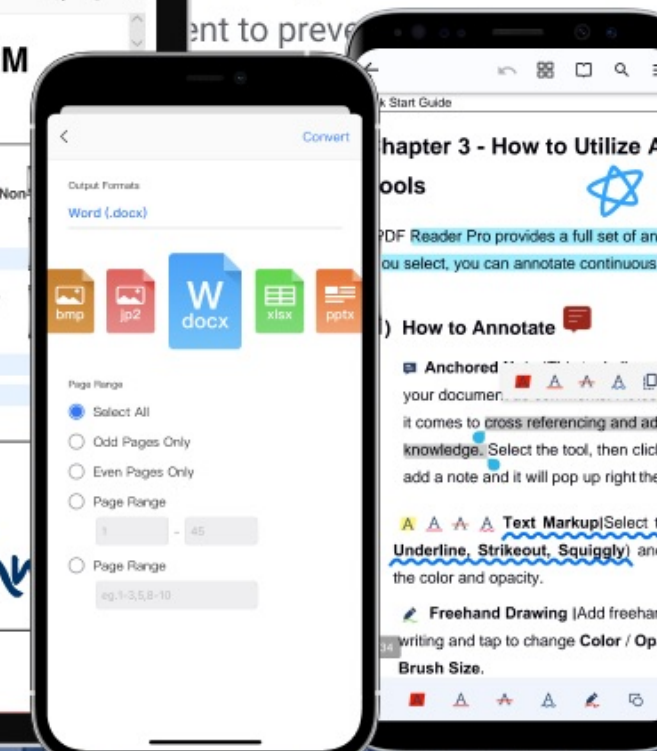 ent to preve
M
Non-
Convert
Output Formats
Word (.docx)
bmp
jp2
W
docx
xlsx
pptx
Page Range
Select All
Odd Pages Only
Even Pages Only
Page Range
1 - 45
Page Range
eg.1-3,5,8-10
k Start Guide
hapter 3 - How to Utilize A
ools
PDF Reader Pro provides a full set of an
ou select, you can annotate continuous
) How to Annotate
Anchored
your documen
it comes to cross referencing and ad
knowledge. Select the tool, then clic
add a note and it will pop up right the
A A A A Text Markup|Select t
Underline, Strikeout, Squiggly) and
the color and opacity.
Freehand Drawing |Add freehan
34
writing and tap to change Color / Op
Brush Size.